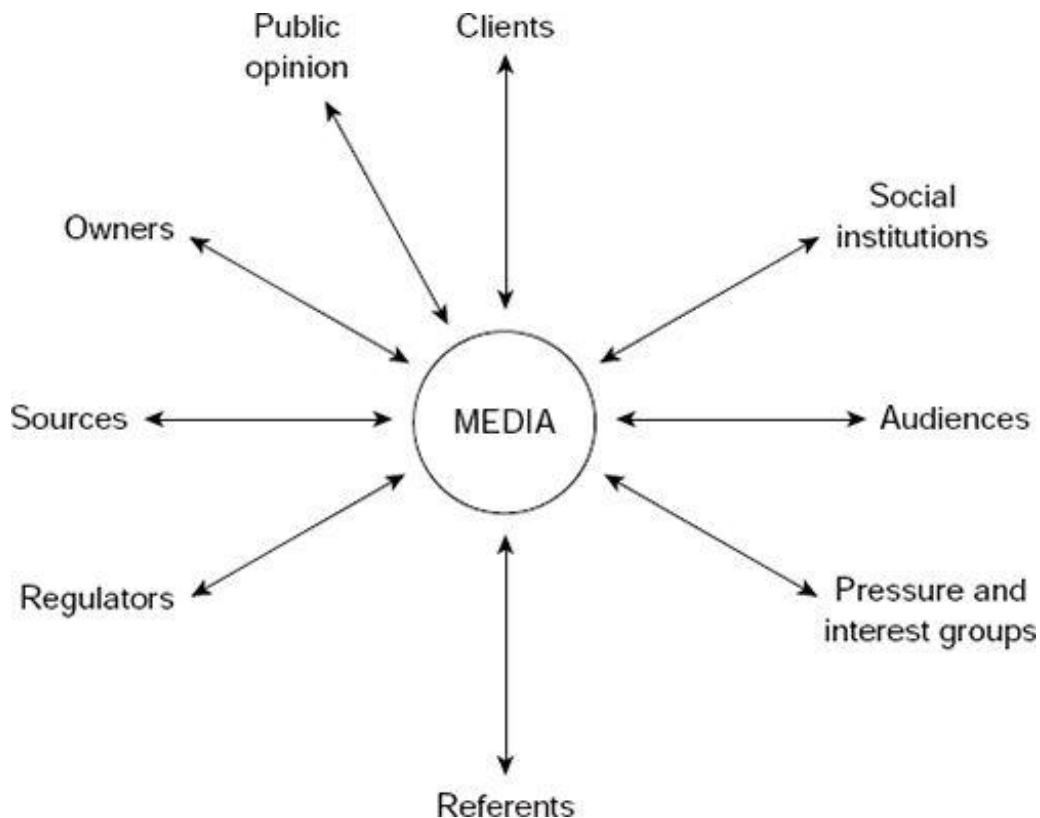 Public
opinion
Clients
Social
institutions
Owners
Sources
MEDIA
Audiences
Regulators
Pressure and
interest groups
Referents